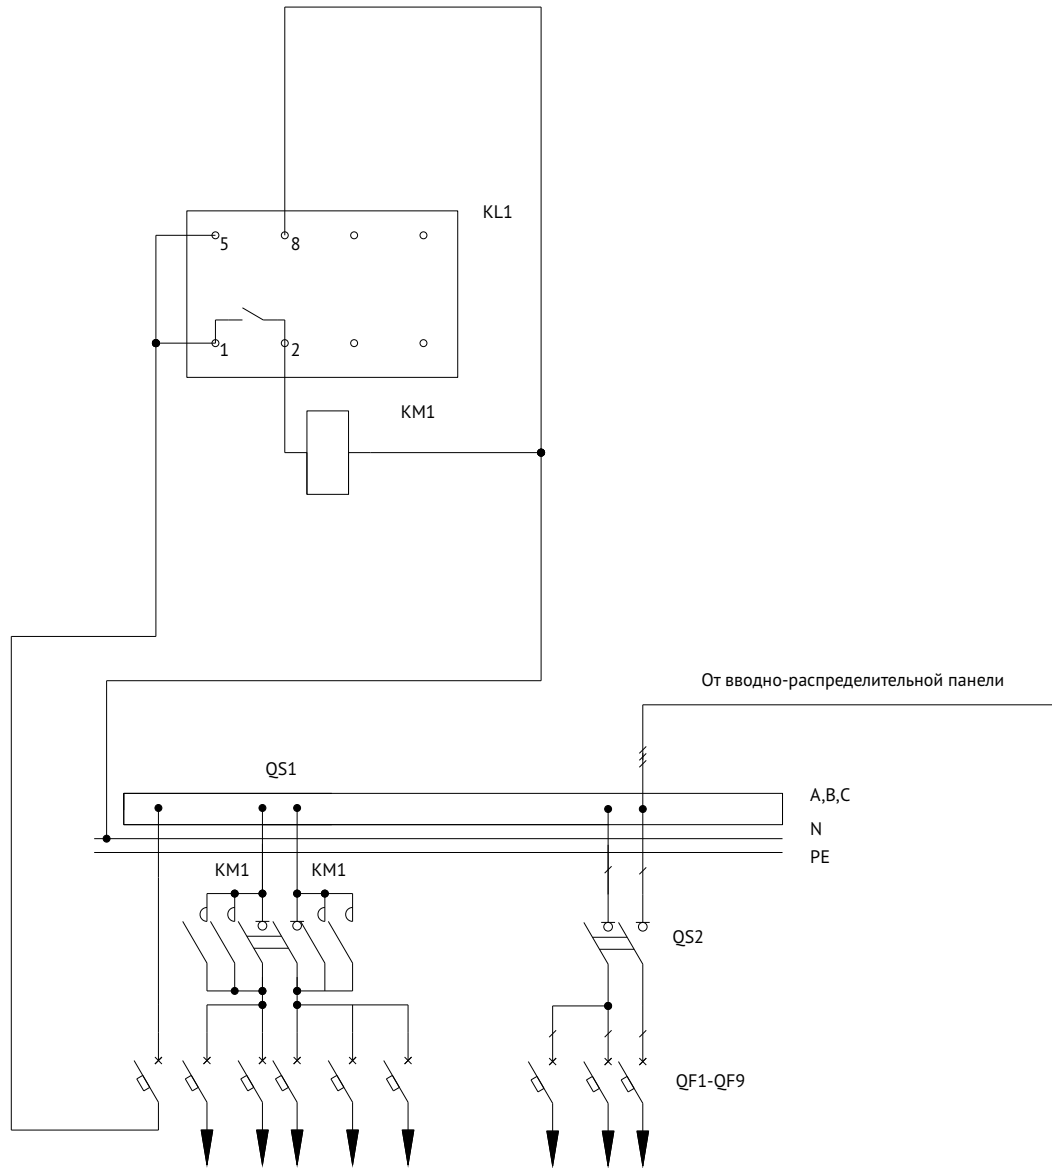 KL1
5
8
1
2
KM1
От вводно-распределительной панели
QS1
A,B,C
N
PE
KM1
KM1
QS2
QF1-QF9